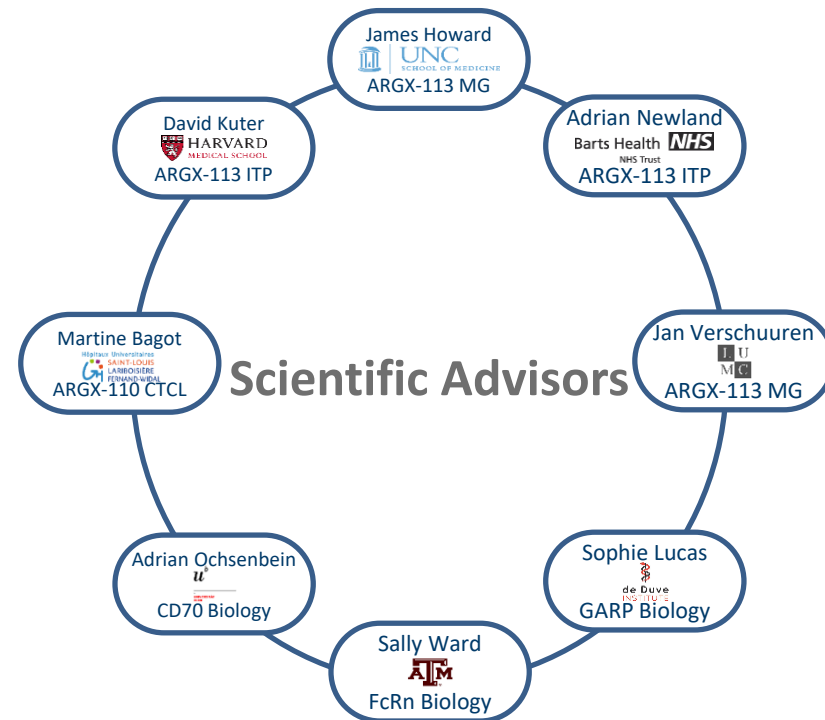 James Howard
UNC
SCHOOL OF MEDICINE
ARGX-113 MG
Adrian Newland
Barts Health NHS
NHS Trust
ARGX-113 ITP
Jan Verschuuren
L U
M C
ARGX-113 MG
Sophie Lucas
de Duve
INSTITUTE
GARP Biology
Sally Ward
ATM
FcRn Biology
Adrian Ochsenbein
u b
CD70 Biology
Martine Bagot
Hôpitaux Universitaires
SAINT-LOUIS
LARIBOISIÈRE
FERNAND-WIDAL
ARGX-110 CTCL
David Kuter
HARVARD
MEDICAL SCHOOL
ARGX-113 ITP
Scientific Advisors